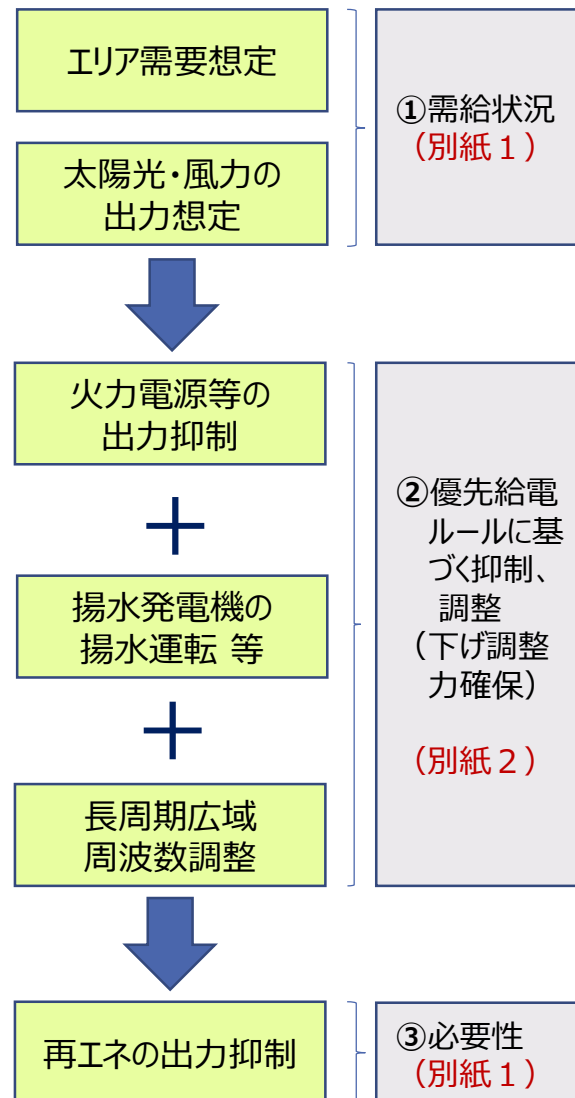 エリア需要想定
太陽光・風力の
出力想定
①需給状況
（別紙１）
火力電源等の
出力抑制
＋
揚水発電機の
揚水運転 等
＋
長周期広域
周波数調整
②優先給電
ルールに基
づく抑制、
調整
（下げ調整
力確保）
（別紙２）
再エネの出力抑制
③必要性
（別紙１）